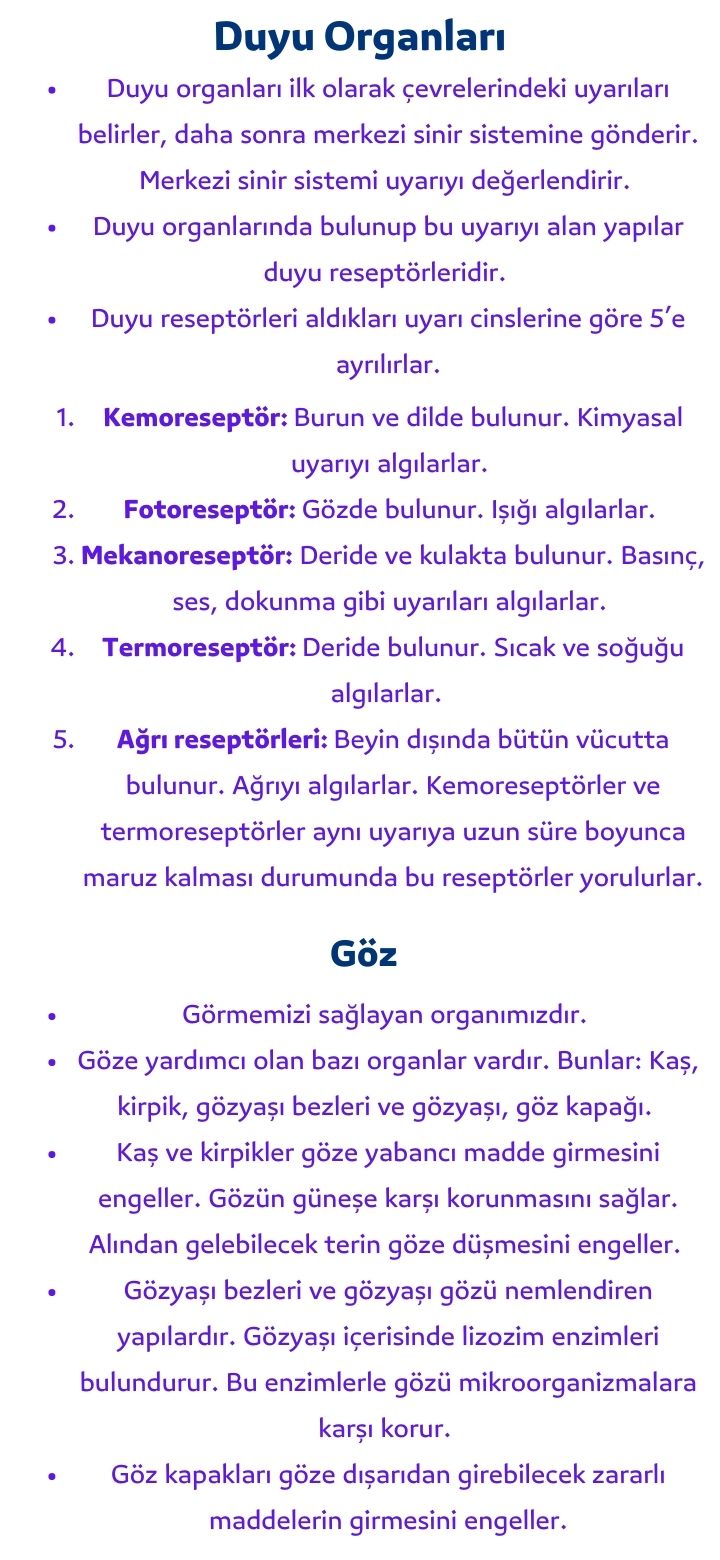 Duyu Organları
• Duyu organları ilk olarak çevrelerindeki uyarıları
belirler, daha sonra merkezi sinir sistemine gönderir.
Merkezi sinir sistemi uyarıyı değerlendirir.
• Duyu organlarında bulunup bu uyarıyı alan yapılar
duyu reseptörleridir.
• Duyu reseptörleri aldıkları uyarı cinslerine göre 5’e
ayrılırlar.
1. Kemoreseptör: Burun ve dilde bulunur. Kimyasal
uyarıyı algılarlar.
2. Fotoreseptör: Gözde bulunur. Işığı algılarlar.
3. Mekanoreseptör: Deride ve kulakta bulunur. Basınç,
ses, dokunma gibi uyarıları algılarlar.
4. Termoreseptör: Deride bulunur. Sıcak ve soğuğu
algılarlar.
5. Ağrı reseptörleri: Beyin dışında bütün vücutta
bulunur. Ağrıyı algılarlar. Kemoreseptörler ve
termoreseptörler aynı uyarıya uzun süre boyunca
maruz kalması durumunda bu reseptörler yorulurlar.
Göz
• Görmemizi sağlayan organımızdır.
• Göze yardımcı olan bazı organlar vardır. Bunlar: Kaş,
kirpik, gözyaşı bezleri ve gözyaşı, göz kapağı.
• Kaş ve kirpikler göze yabancı madde girmesini
engeller. Gözün güneşe karşı korunmasını sağlar.
Alından gelebilecek terin göze düşmesini engeller.
• Gözyaşı bezleri ve gözyaşı gözü nemlendiren
yapılardır. Gözyaşı içerisinde lizozim enzimleri
bulundurur. Bu enzimlerle gözü mikroorganizmalara
karşı korur.
• Göz kapakları göze dışarıdan girebilecek zararlı
maddelerin girmesini engeller.